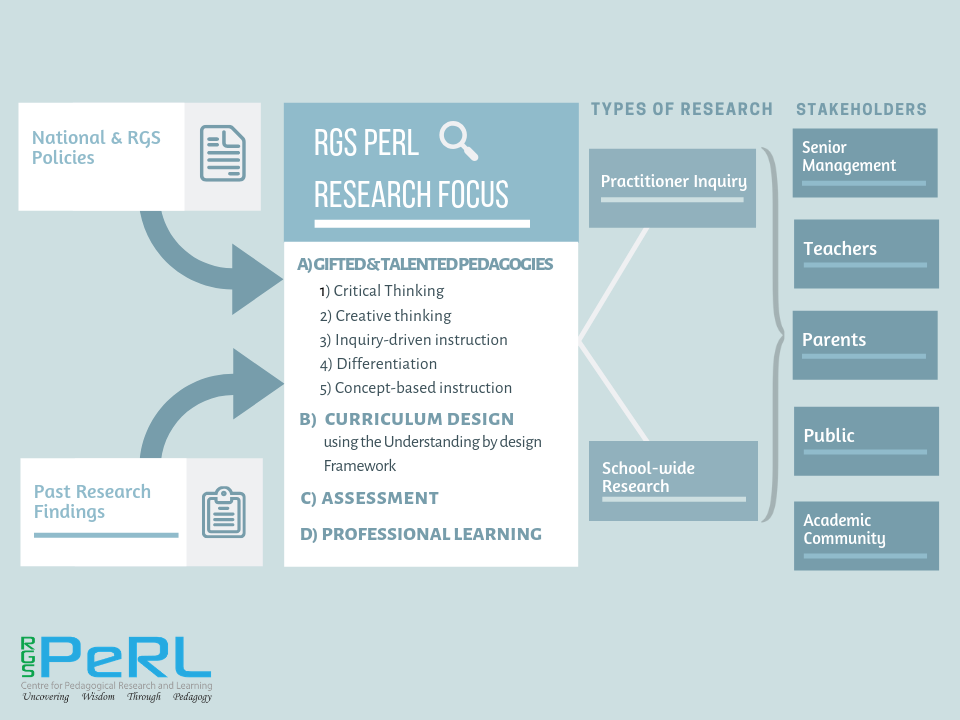 National & RGS
Policies
Past Research
Findings
RGS PERL
RESEARCH FOCUS
A) GIFTED & TALENTED PEDAGOGIES
1) Critical Thinking
2) Creative thinking
3) Inquiry-driven instruction
4) Differentiation
5) Concept-based instruction
B) CURRICULUM DESIGN
using the Understanding by design
Framework
C) ASSESSMENT
D) PROFESSIONAL LEARNING
TYPES OF RESEARCH
Practitioner Inquiry
School-wide
Research
STAKEHOLDERS
Senior
Management
Teachers
Parents
Public
Academic
Community
RGS PeRL
Centre for Pedagogical Research and Learning
Uncovering Wisdom Through Pedagogy